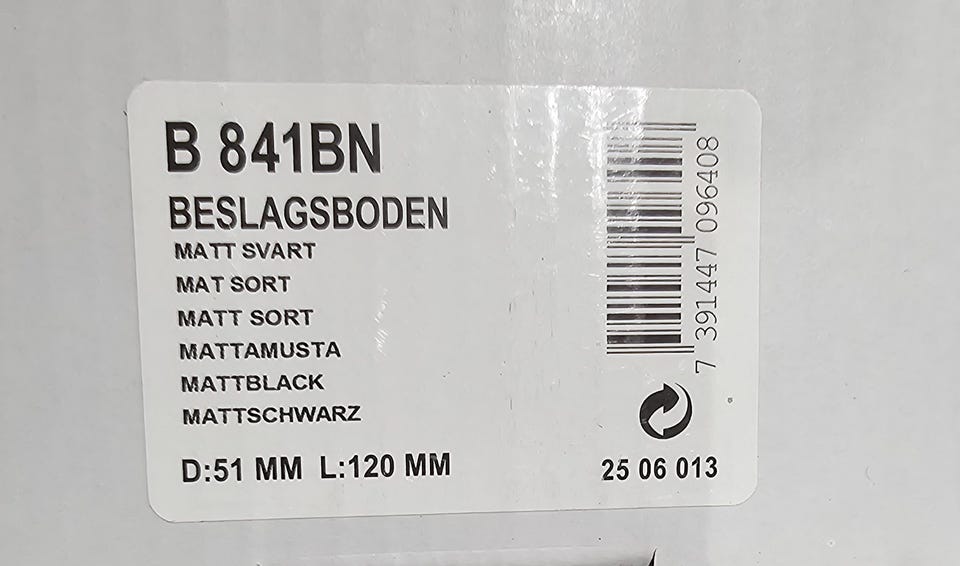 B 841BN
BESLAGSBODEN
MATT SVART
MAT SORT
MATT SORT
MATTAMUSTA
MATTBLACK
MATTSCHWARZ
D:51 MM L:120 MM
7 391447 096408
25 06 013